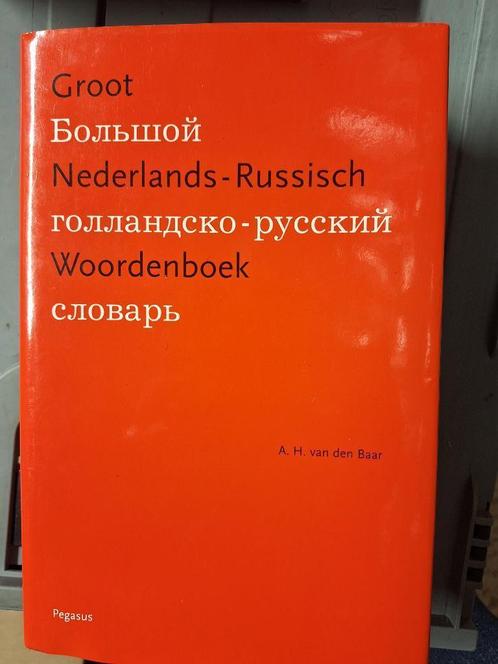 Groot
Большой
Nederlands-Russisch
голландско-русский
Woordenboek
словарь
A. H. van den Baar
Pegasus